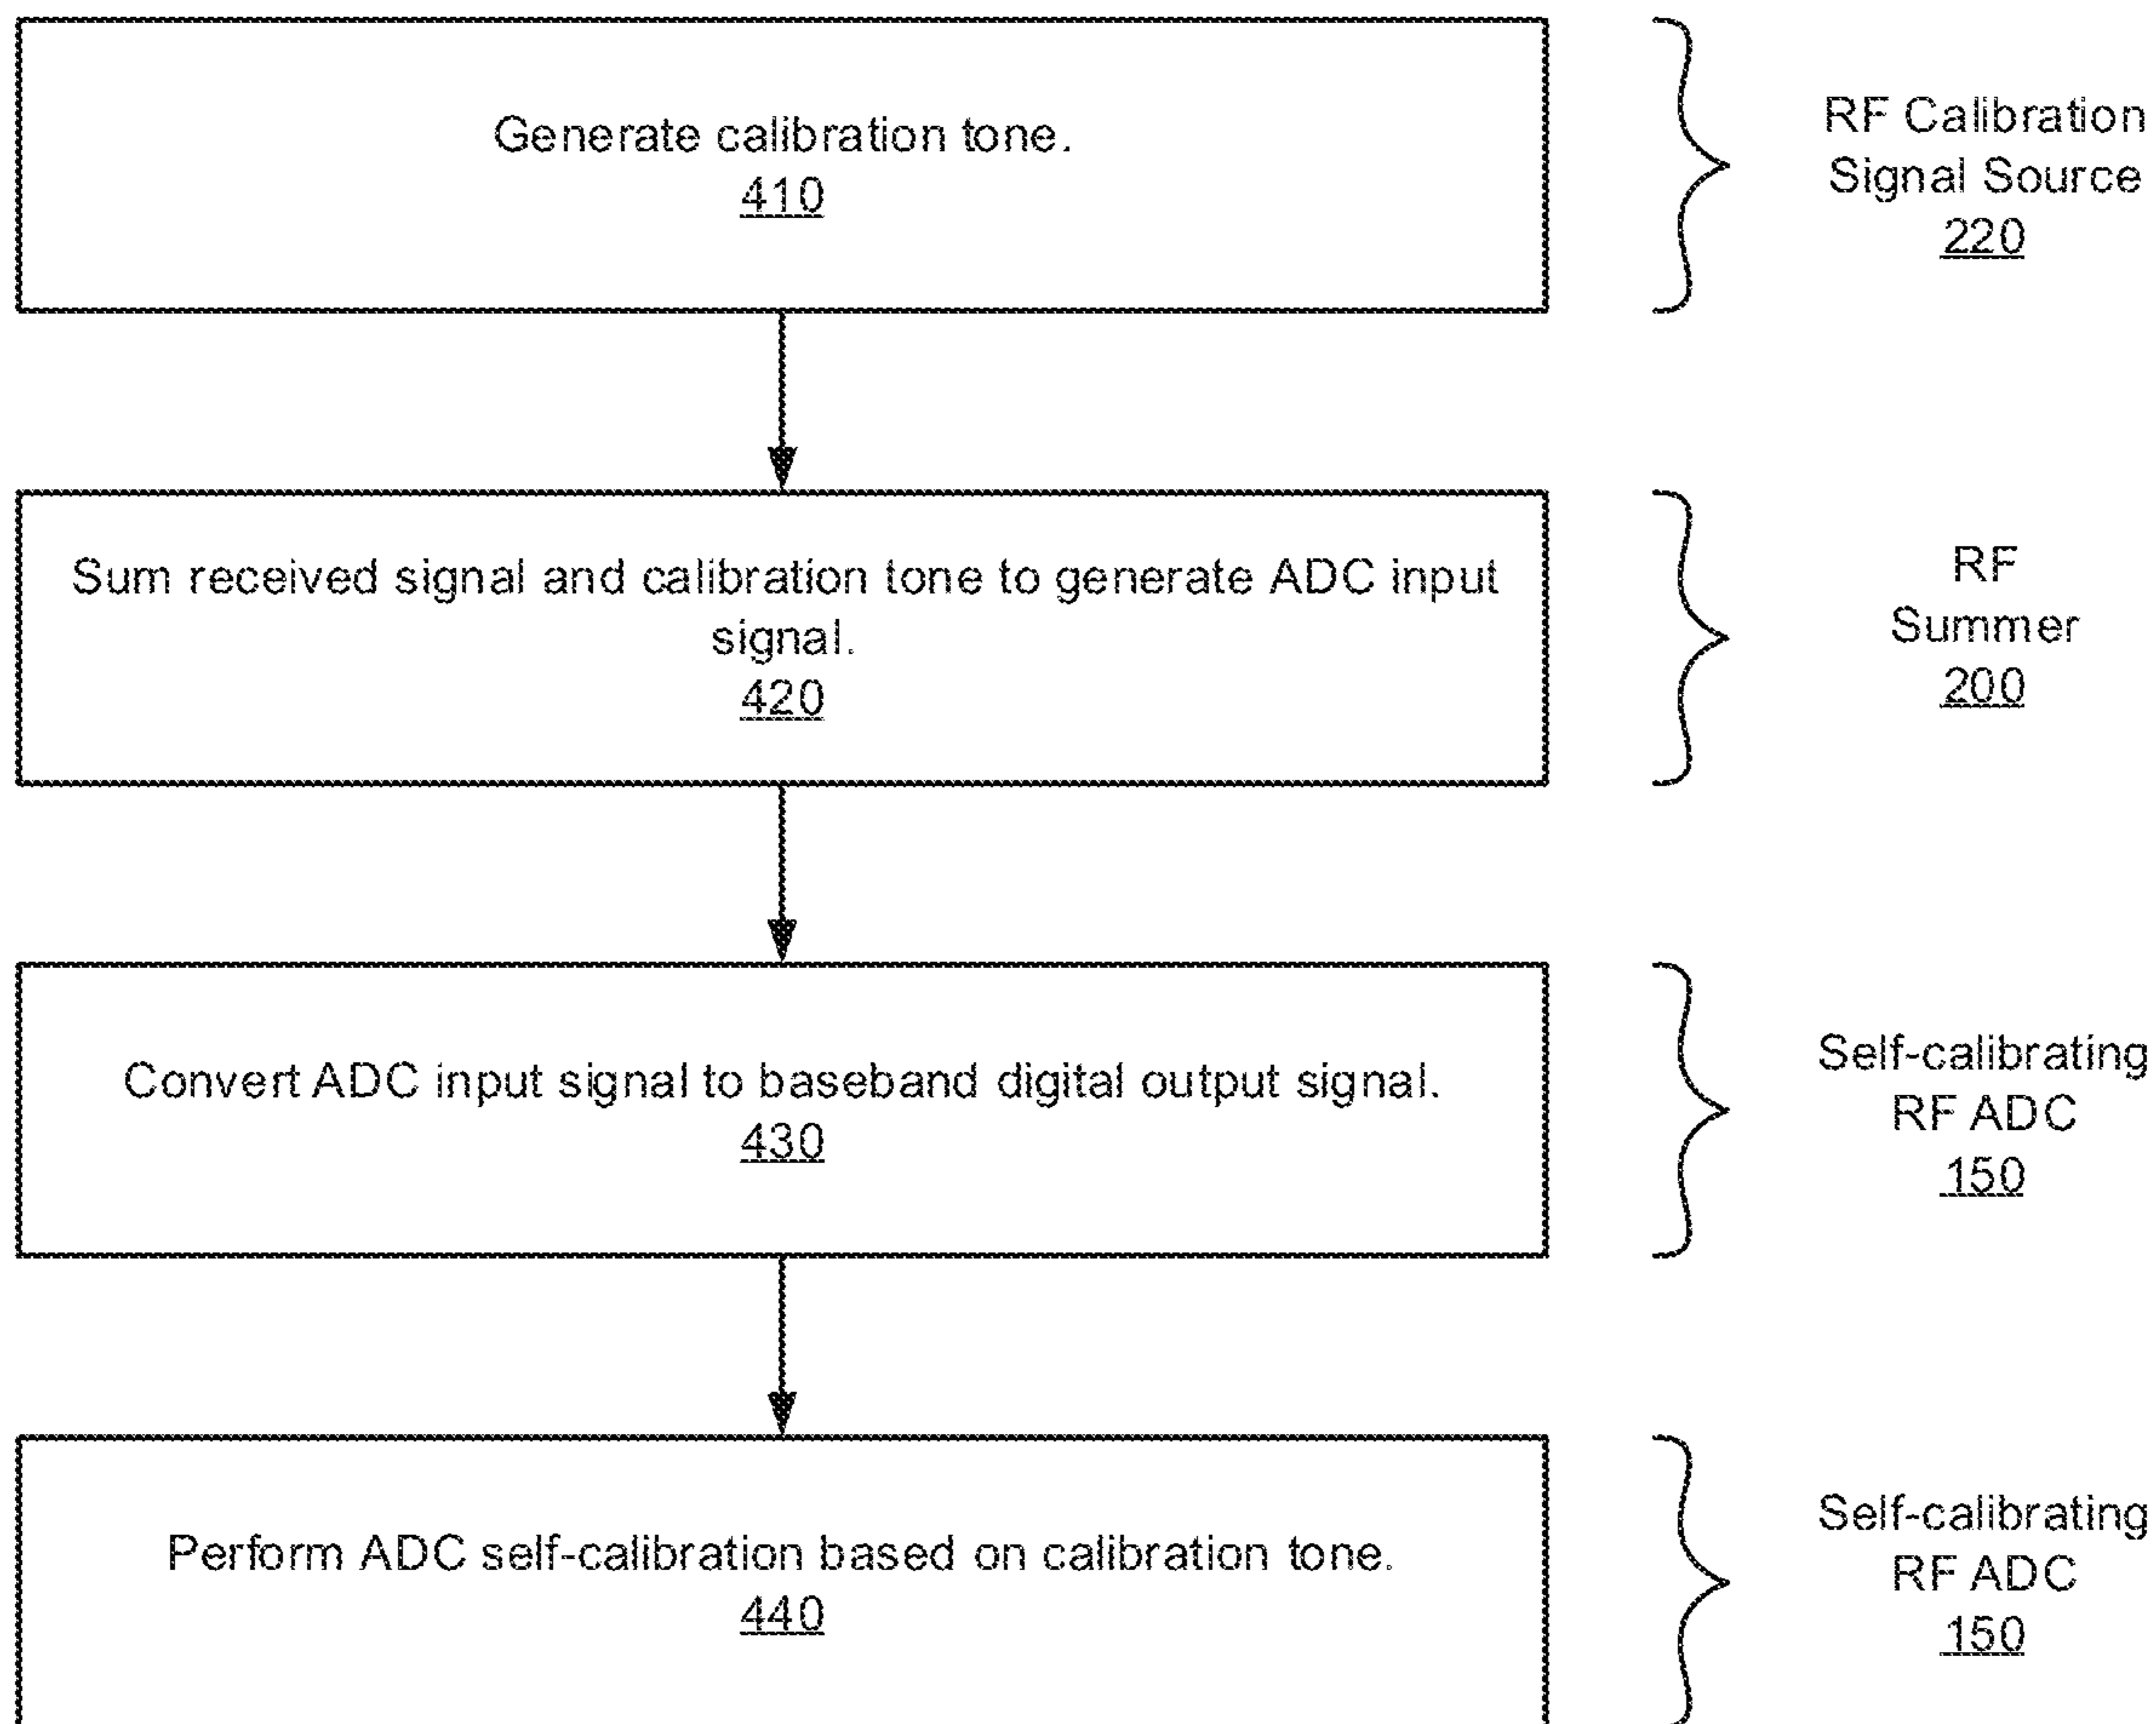 Generate calibration tone.
410
RF Calibration
Signal Source
220
Sum received signal and calibration tone to generate ADC input
signal.
420
RF
Summer
200
Convert ADC input signal to baseband digital output signal.
430
Self-calibrating
RF ADC
150
Perform ADC self-calibration based on calibration tone.
440
Self-calibrating
RF ADC
150